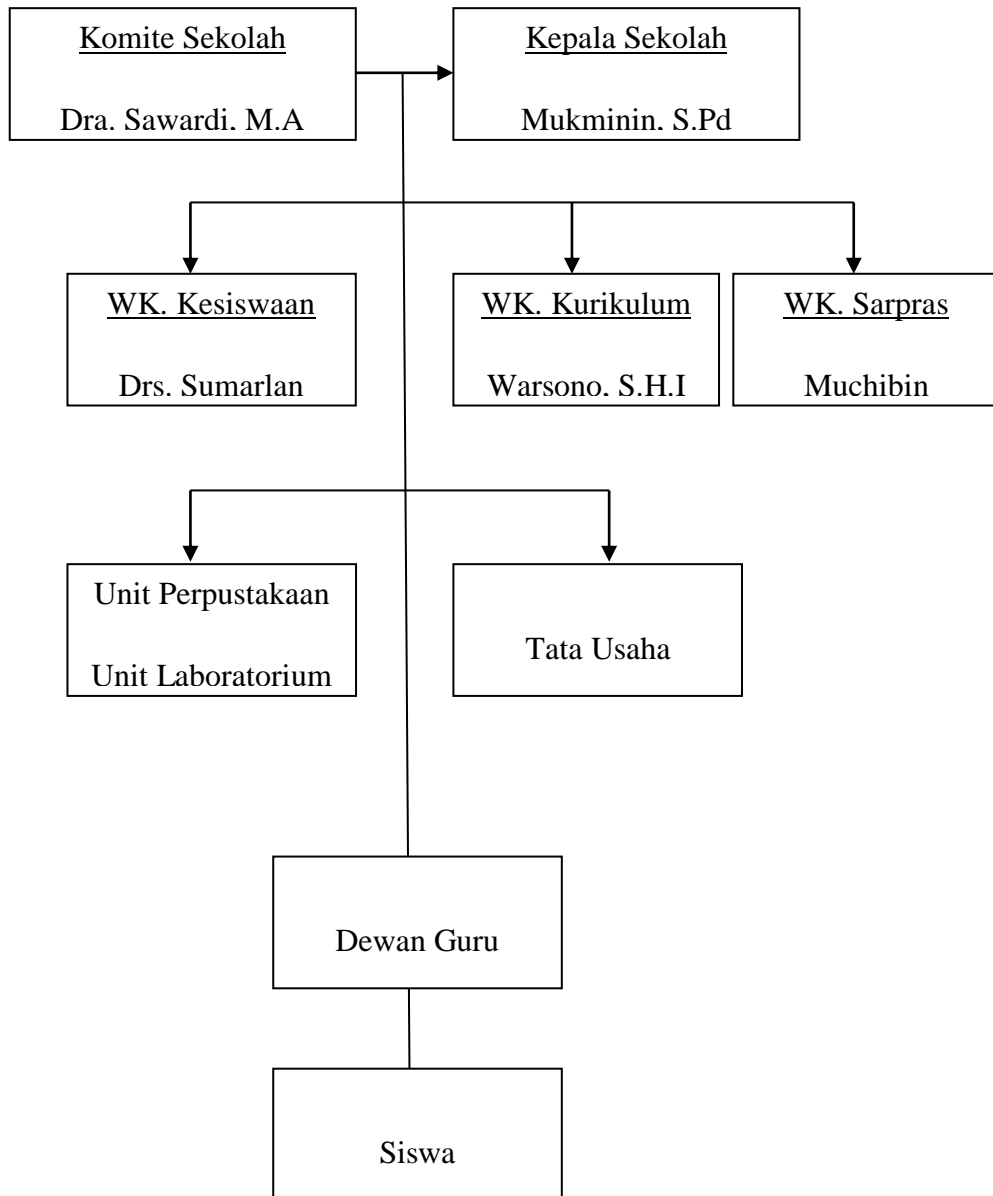 Komite Sekolah
Dra. Sawardi. M.A
Kepala Sekolah
Mukminin. S.Pd
WK. Kesiswaan
Drs. Sumarlan
WK. Kurikulum
Warsono. S.H.I
WK. Sarpras
Muchibin
Unit Perpustakaan
Unit Laboratorium
Tata Usaha
Dewan Guru
Siswa